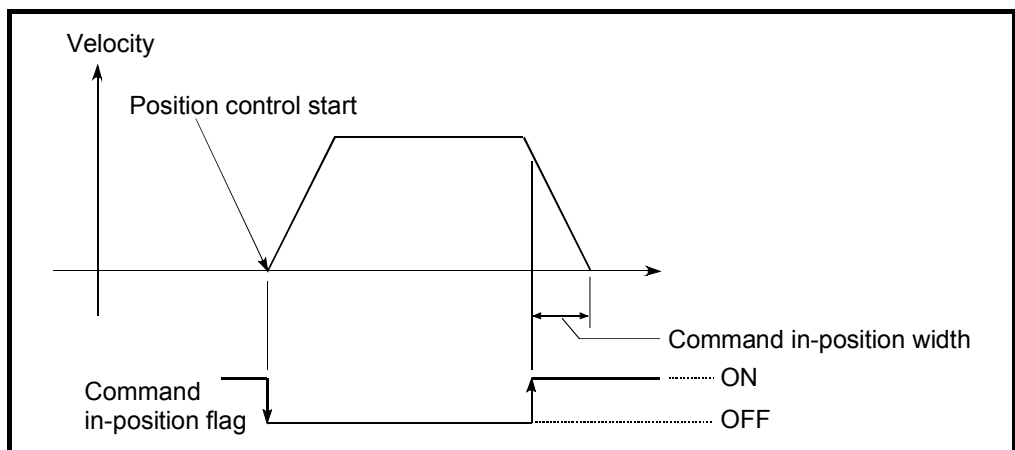 Velocity
Position control start
Command in-position width
ON
Command
in-position flag
OFF